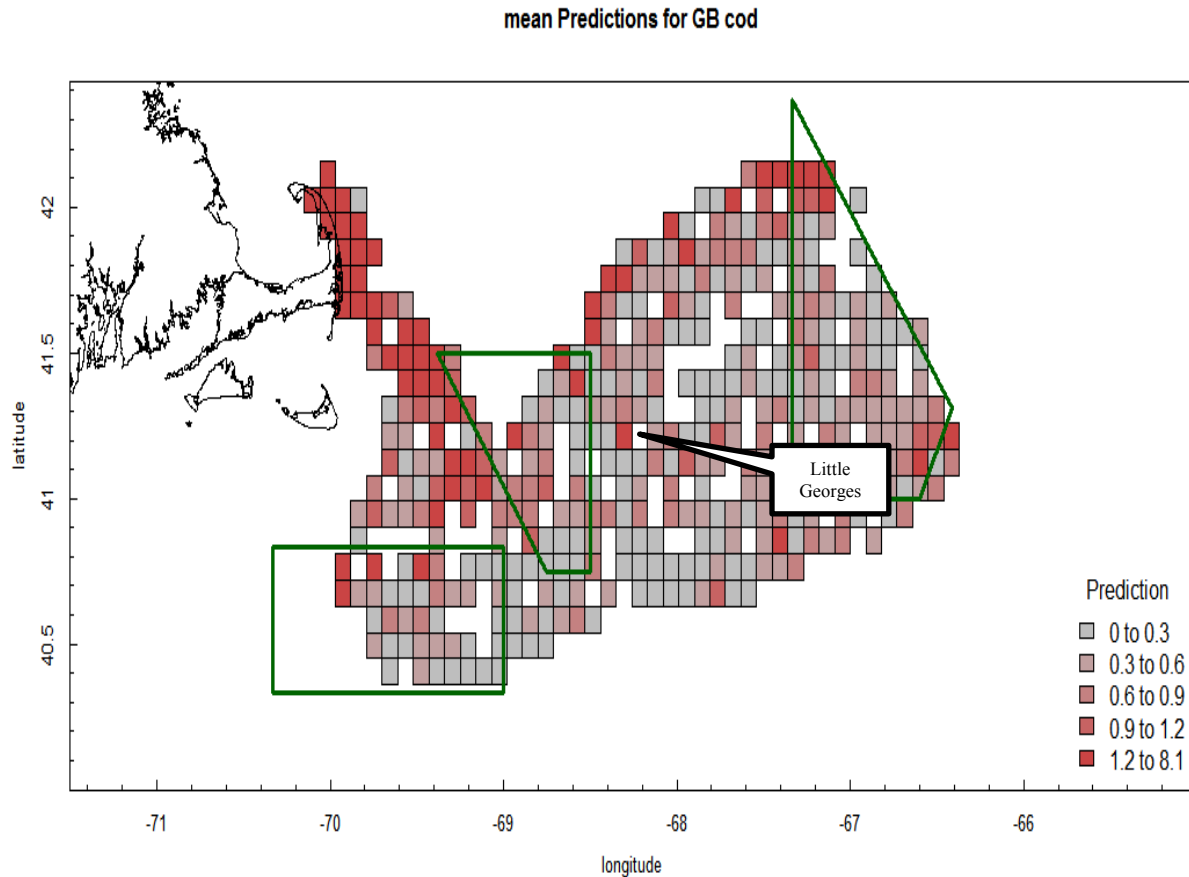 mean Predictions for GB cod
latitude
42
41.5
41
40.5
Little
Georges
Prediction
0 to 0.3
0.3 to 0.6
0.6 to 0.9
0.9 to 1.2
1.2 to 8.1
-71
-70
-69
-68
-67
-66
longitude